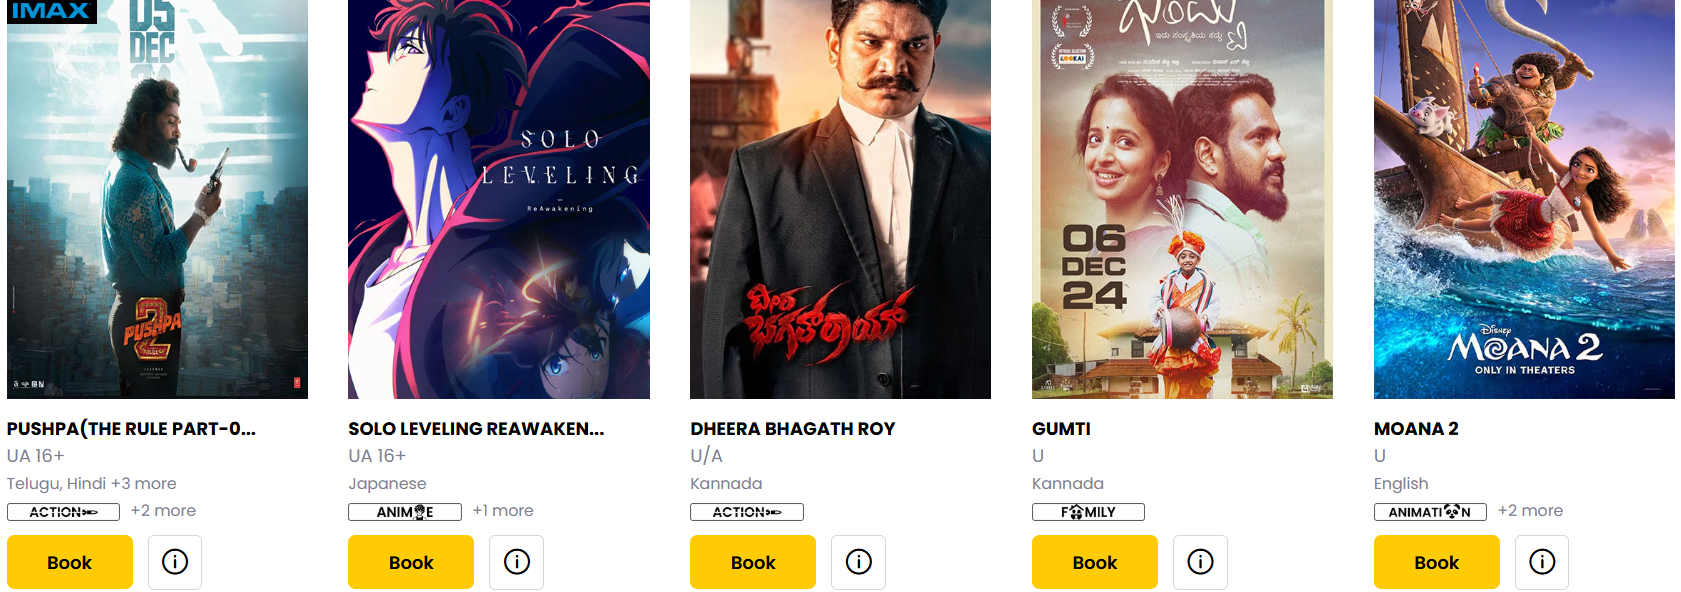 IMAX
05
DEC
PUSHPA
2
SOLO
LEVELING
ReAwakening
ಧೀರ
ಭಗತ್‌ರಾಯ್
ಗುಂಮ್ಟಿ
ಇದು ಸಂಸ್ಕೃತಿಯ ಸದ್ದು
06
DEC
24
Disney
MOANA 2
ONLY IN THEATERS
PUSHPA(THE RULE PART-0...
UA 16+
Telugu, Hindi +3 more
ACTION +2 more
Book
SOLO LEVELING REAWAKEN...
UA 16+
Japanese
ANIME +1 more
Book
DHEERA BHAGATH ROY
U/A
Kannada
ACTION
Book
GUMTI
U
Kannada
FAMILY
Book
MOANA 2
U
English
ANIMATION +2 more
Book